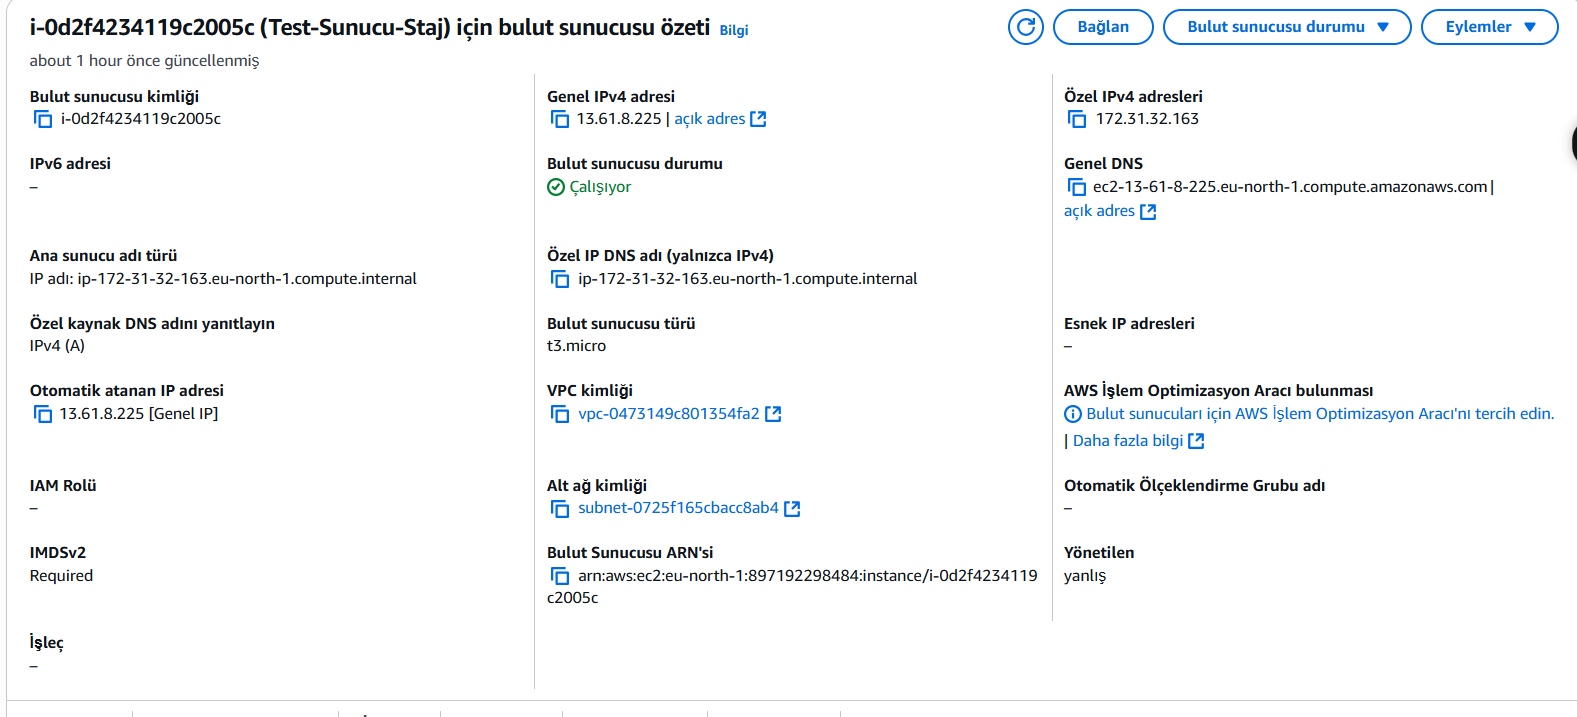 i-0d2f4234119c2005c (Test-Sunucu-Staj) için bulut sunucusu özeti Bilgi
about 1 hour önce güncellenmiş
Bağlan
Bulut sunucusu durumu
Eylemler
Bulut sunucusu kimliği
i-0d2f4234119c2005c
Genel IPv4 adresi
13.61.8.225 | açık adres
Özel IPv4 adresleri
172.31.32.163
IPv6 adresi
–
Bulut sunucusu durumu
Çalışıyor
Genel DNS
ec2-13-61-8-225.eu-north-1.compute.amazonaws.com |
açık adres
Ana sunucu adı türü
IP adı: ip-172-31-32-163.eu-north-1.compute.internal
Özel IP DNS adı (yalnızca IPv4)
ip-172-31-32-163.eu-north-1.compute.internal
Özel kaynak DNS adını yanıtlayın
IPv4 (A)
Bulut sunucusu türü
t3.micro
Esnek IP adresleri
–
Otomatik atanan IP adresi
13.61.8.225 [Genel IP]
VPC kimliği
vpc-0473149c801354fa2
AWS İşlem Optimizasyon Aracı bulunması
Bulut sunucuları için AWS İşlem Optimizasyon Aracı'nı tercih edin.
| Daha fazla bilgi
IAM Rolü
–
Alt ağ kimliği
subnet-0725f165cbacc8ab4
Otomatik Ölçeklendirme Grubu adı
–
IMDSv2
Required
Bulut Sunucusu ARN'si
arn:aws:ec2:eu-north-1:897192298484:instance/i-0d2f4234119
c2005c
Yönetilen
yanlış
İşleç
–